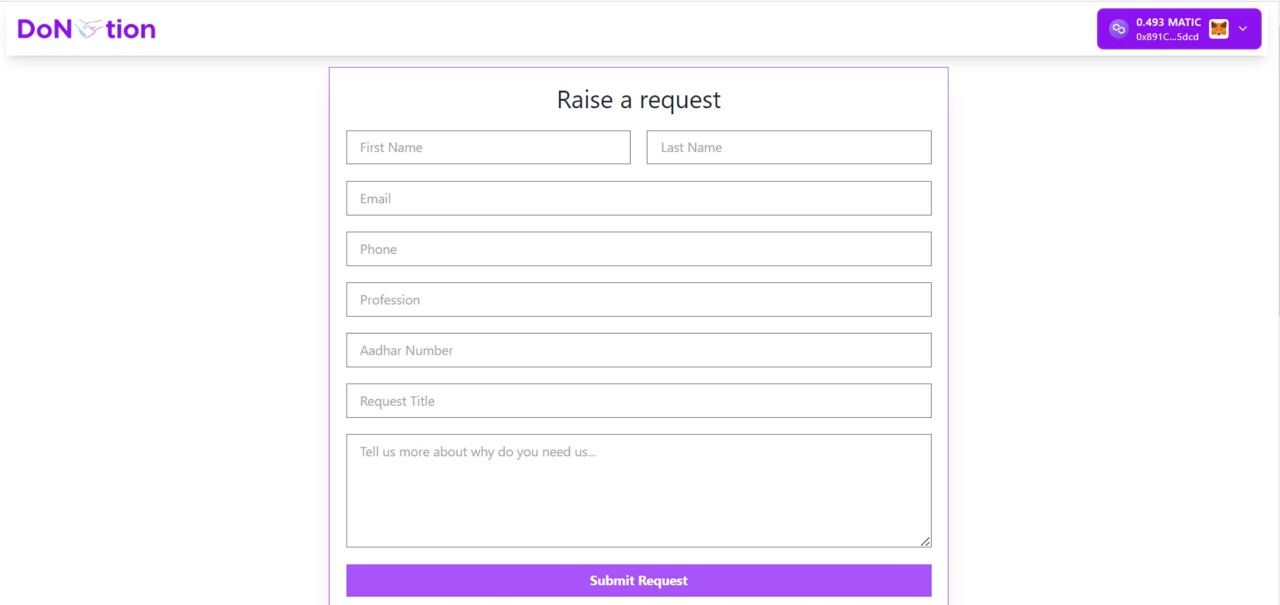 DoNation
0.493 MATIC
0x891C...5dcd
Raise a request
First Name
Last Name
Email
Phone
Profession
Aadhar Number
Request Title
Tell us more about why do you need us...
Submit Request